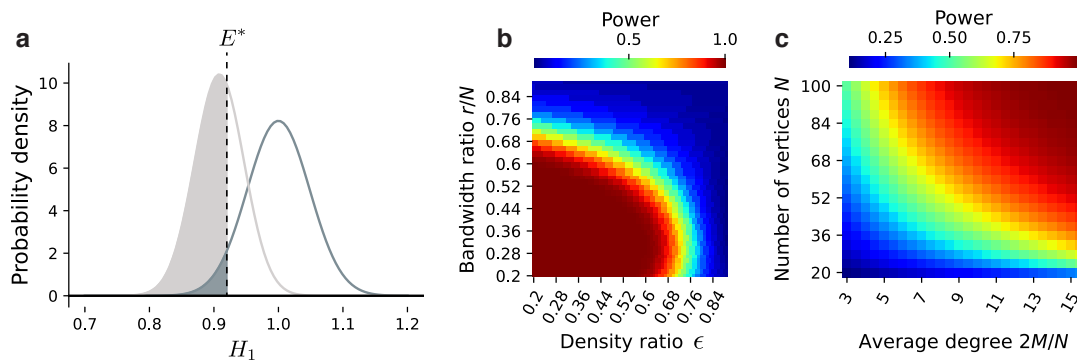 a
E*
Probability density
10
8
6
4
2
0
0.7 0.8 0.9 1.0 1.1 1.2
H₁
b
Power
0.5 1.0
Bandwidth ratio r/N
0.84
0.76
0.68
0.6
0.52
0.44
0.36
0.28
0.2
0.2 0.28 0.36 0.44 0.52 0.6 0.68 0.76 0.84
Density ratio ϵ
c
Power
0.25 0.75
Number of vertices N
100
84
68
52
36
20
3 5 7 9 11 13 15
Average degree 2M/N